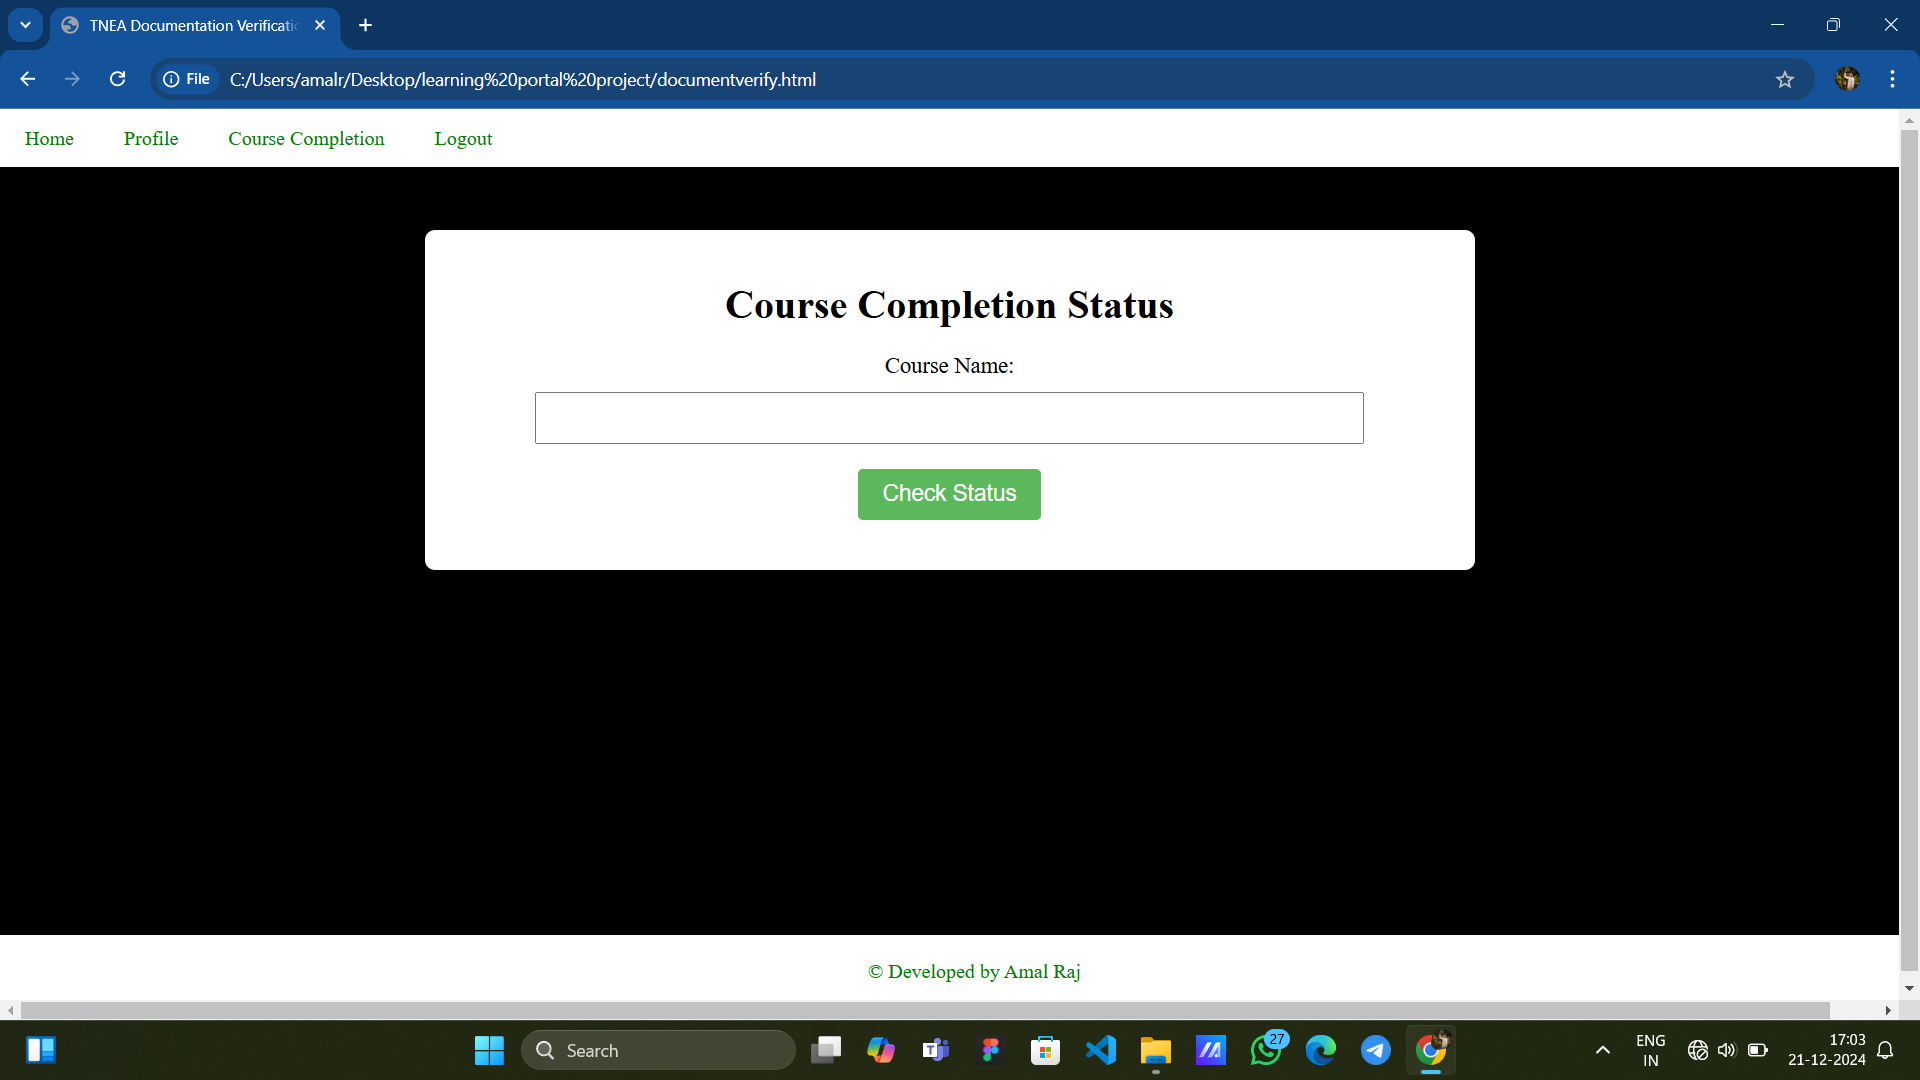 TNEA Documentation Verificatio
File
C:/Users/amalr/Desktop/learning%20portal%20project/documentverify.html
Home Profile Course Completion Logout
Course Completion Status
Course Name:
Check Status
© Developed by Amal Raj
Search
27
ENG
IN
17:03
21-12-2024